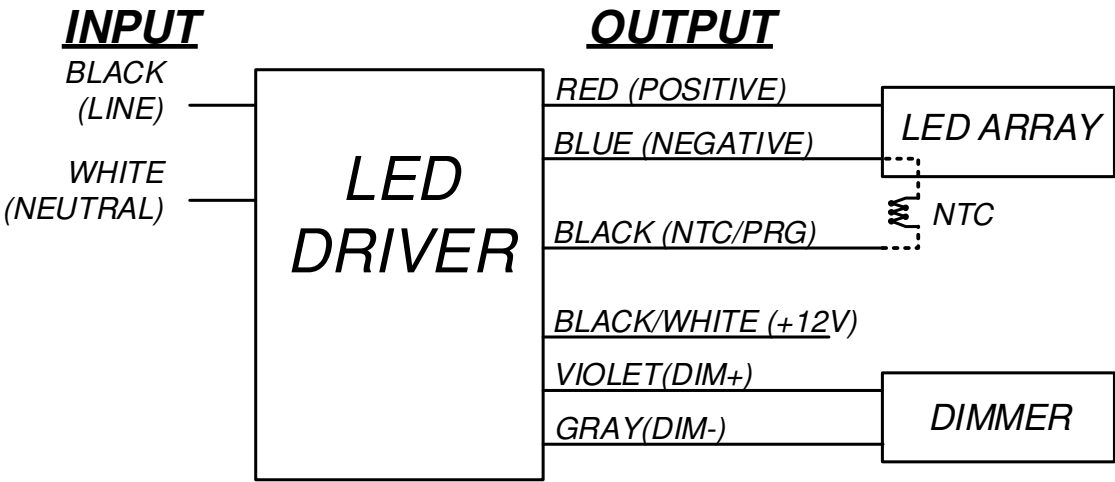 INPUT
OUTPUT
BLACK
(LINE)
WHITE
(NEUTRAL)
LED
DRIVER
RED (POSITIVE)
BLUE (NEGATIVE)
LED ARRAY
NTC
BLACK (NTC/PRG)
BLACK/WHITE (+12V)
VIOLET(DIM+)
GRAY(DIM-)
DIMMER